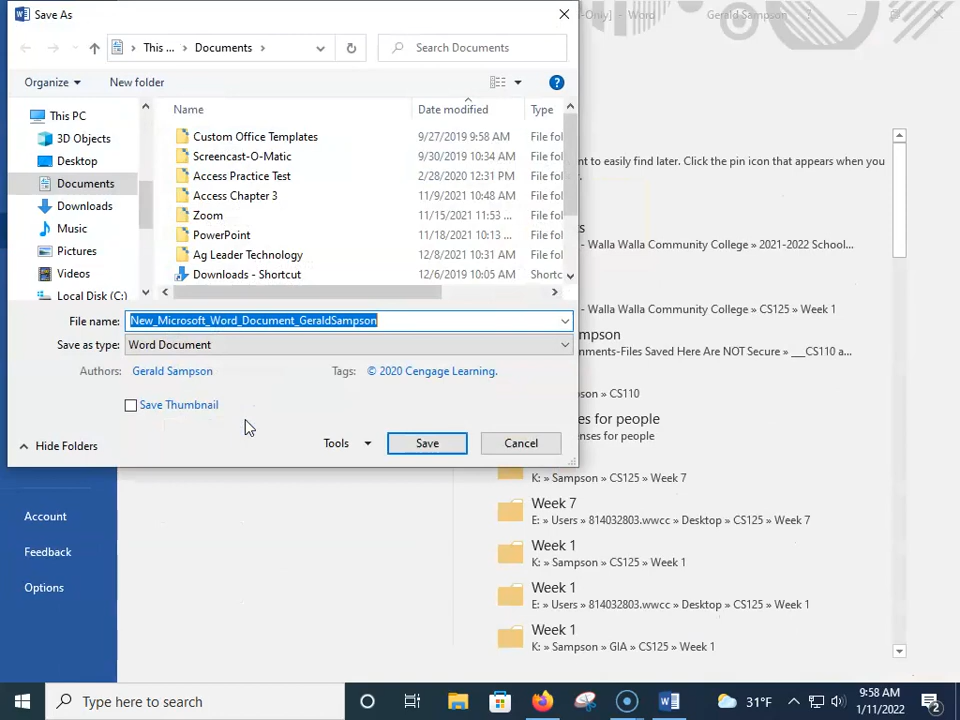 Save As
-Only] - Word
Gerald Sampson
?
This ...
Documents
Search Documents
Organize
New folder
?
This PC
3D Objects
Desktop
Documents
Downloads
Music
Pictures
Videos
Local Disk (C:)
Name
Date modified
Type
Custom Office Templates
9/27/2019 9:58 AM
File fol
Screencast-O-Matic
9/30/2019 10:34 AM
File fol
Access Practice Test
2/28/2020 12:31 PM
File fol
Access Chapter 3
11/9/2021 10:48 AM
File fol
Zoom
11/15/2021 11:53 ...
File fol
PowerPoint
11/18/2021 10:13 ...
File fol
Ag Leader Technology
12/8/2021 10:31 AM
File fol
Downloads - Shortcut
12/6/2019 10:05 AM
Shortc
File name:
New_Microsoft_Word_Document_GeraldSampson
Save as type:
Word Document
Authors:
Gerald Sampson
Tags:
© 2020 Cengage Learning.
Save Thumbnail
Hide Folders
Tools
Save
Cancel
nt to easily find later. Click the pin icon that appears when you
s
- Walla Walla Community College » 2021-2022 School...
- Walla Walla Community College » CS125 » Week 1
mpson
nments-Files Saved Here Are NOT Secure » ___CS110 a...
son » CS110
es for people
enses for people
K: » Sampson » CS125 » Week 7
Week 7
E: » Users » 814032803.wwcc » Desktop » CS125 » Week 7
Week 1
K: » Sampson » CS125 » Week 1
Week 1
E: » Users » 814032803.wwcc » Desktop » CS125 » Week 1
Week 1
K: » Sampson » GIA » CS125 » Week 1
Account
Feedback
Options
Type here to search
31°F
9:58 AM
1/11/2022
2